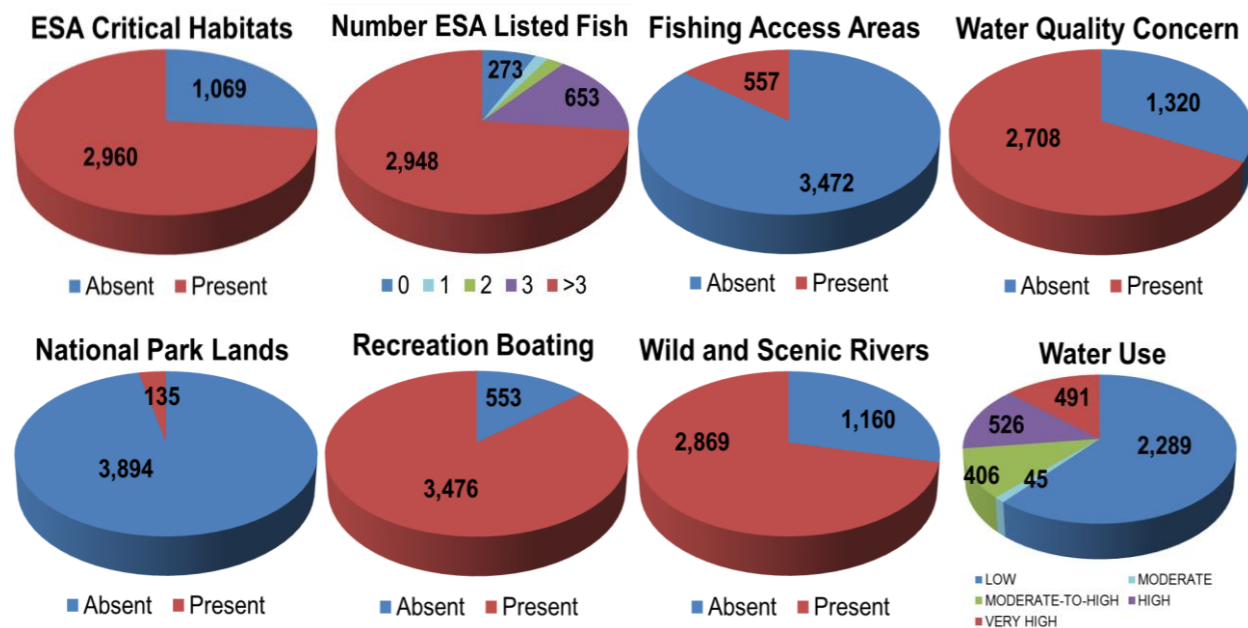 ESA Critical Habitats
1,069
2,960
Absent Present
Number ESA Listed Fish
273
653
2,948
0 1 2 3 >3
Fishing Access Areas
557
3,472
Absent Present
Water Quality Concern
1,320
2,708
Absent Present
National Park Lands
135
3,894
Absent Present
Recreation Boating
553
3,476
Absent Present
Wild and Scenic Rivers
1,160
2,869
Absent Present
Water Use
491
526
2,289
406
45
LOW MODERATE
MODERATE-TO-HIGH HIGH
VERY HIGH